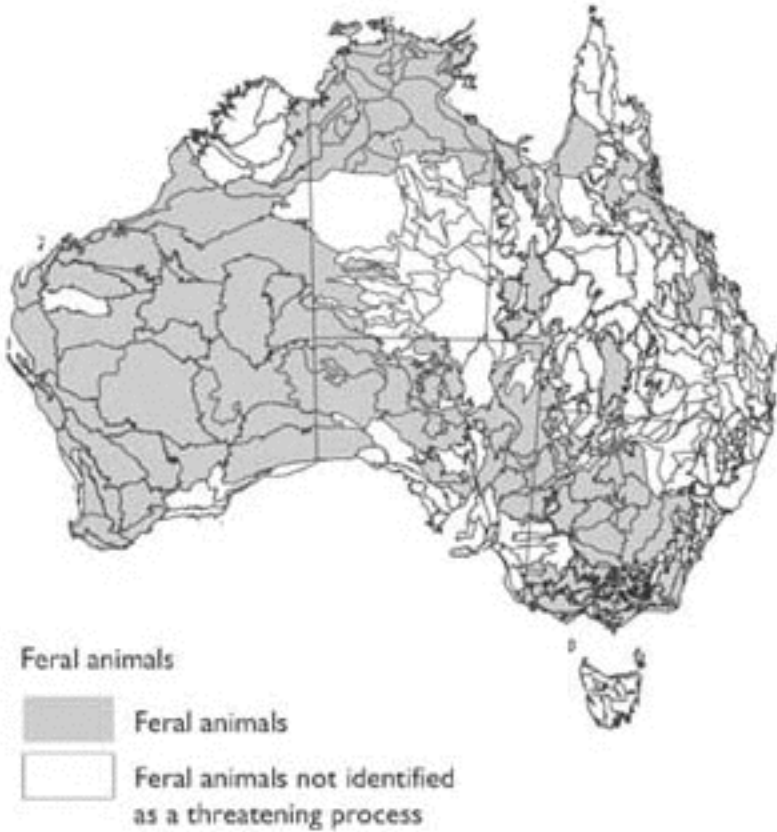 Feral animals
Feral animals
Feral animals not identified
as a threatening process